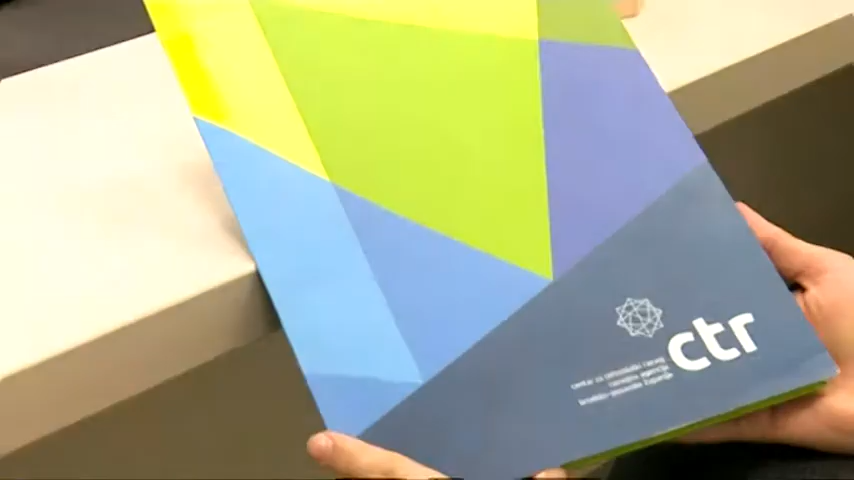 ctr
centar za tehnološki razvoj
razvojna agencija
brodsko-posavske županije